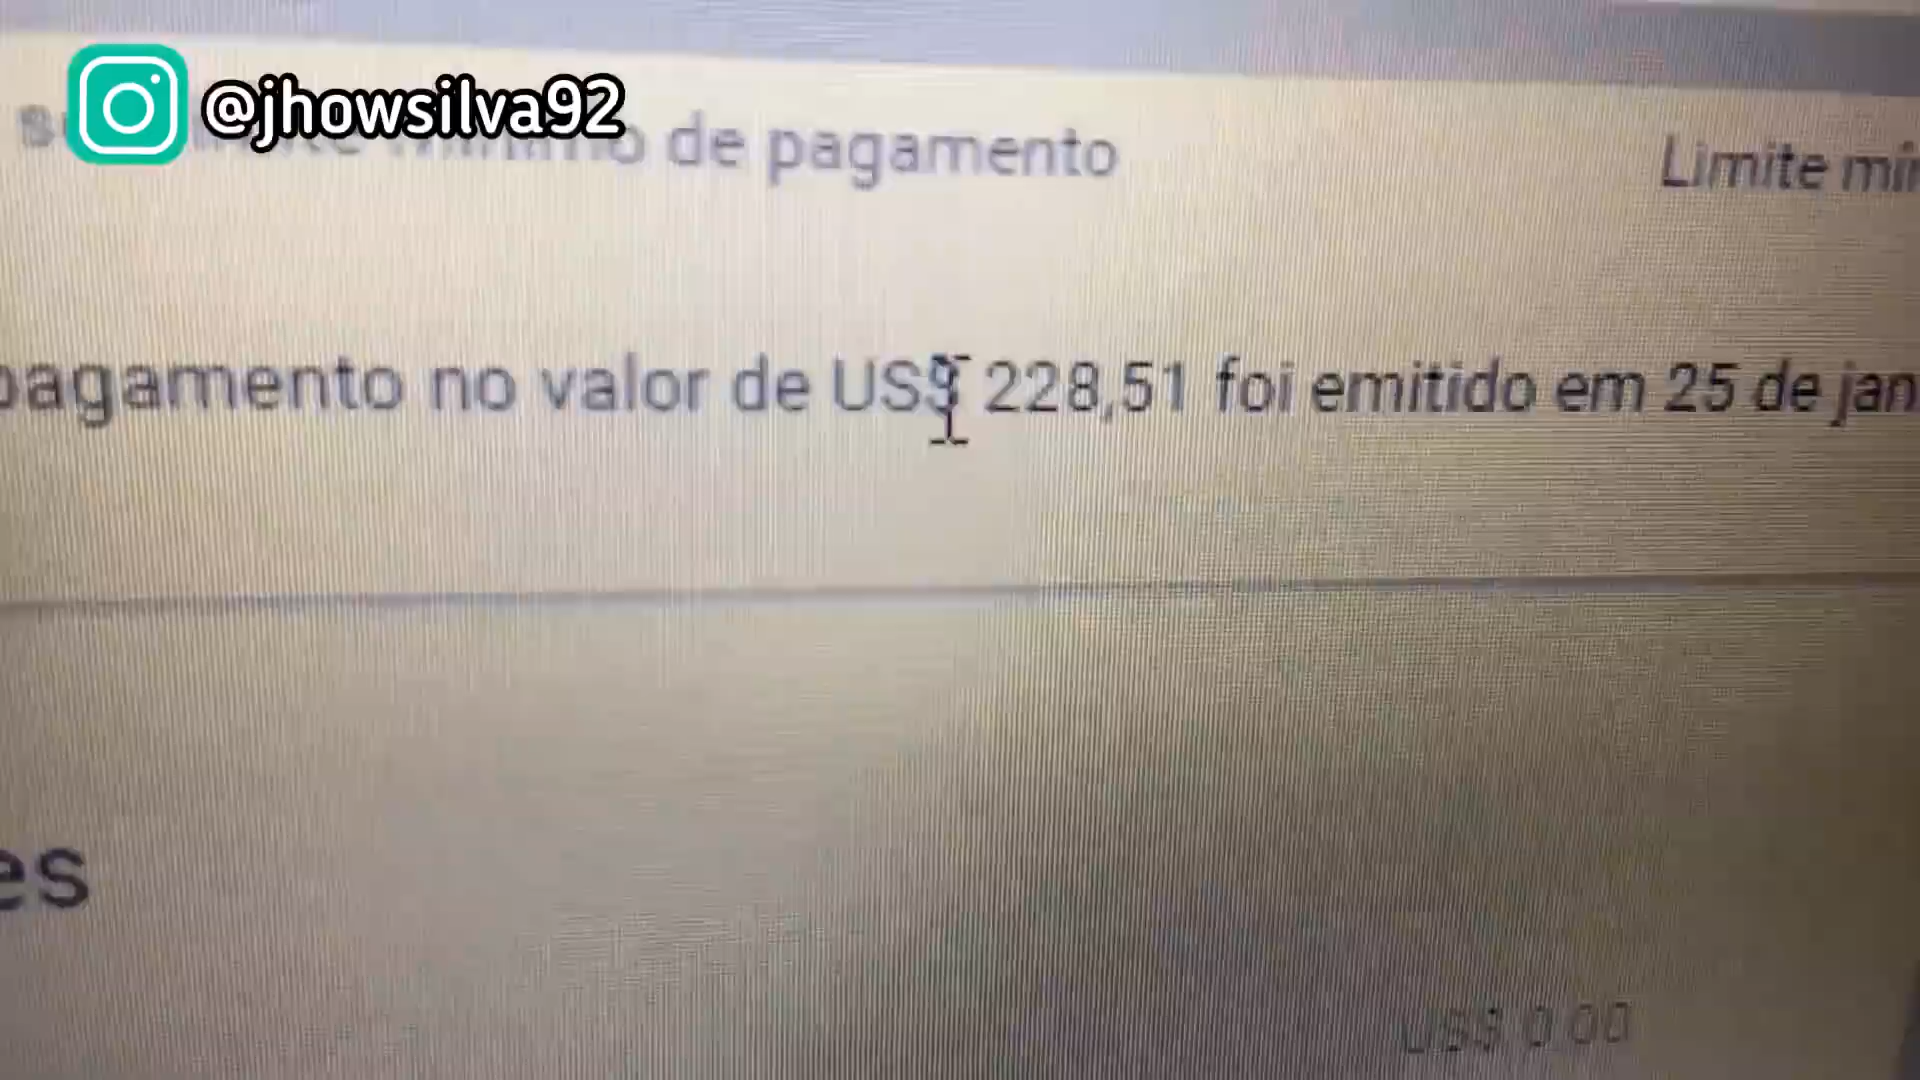 @jhowsilva92
de pagamento
Limite
pagamento no valor de US$ 228,51 foi emitido em 25 de jan
es
US$ 0,00